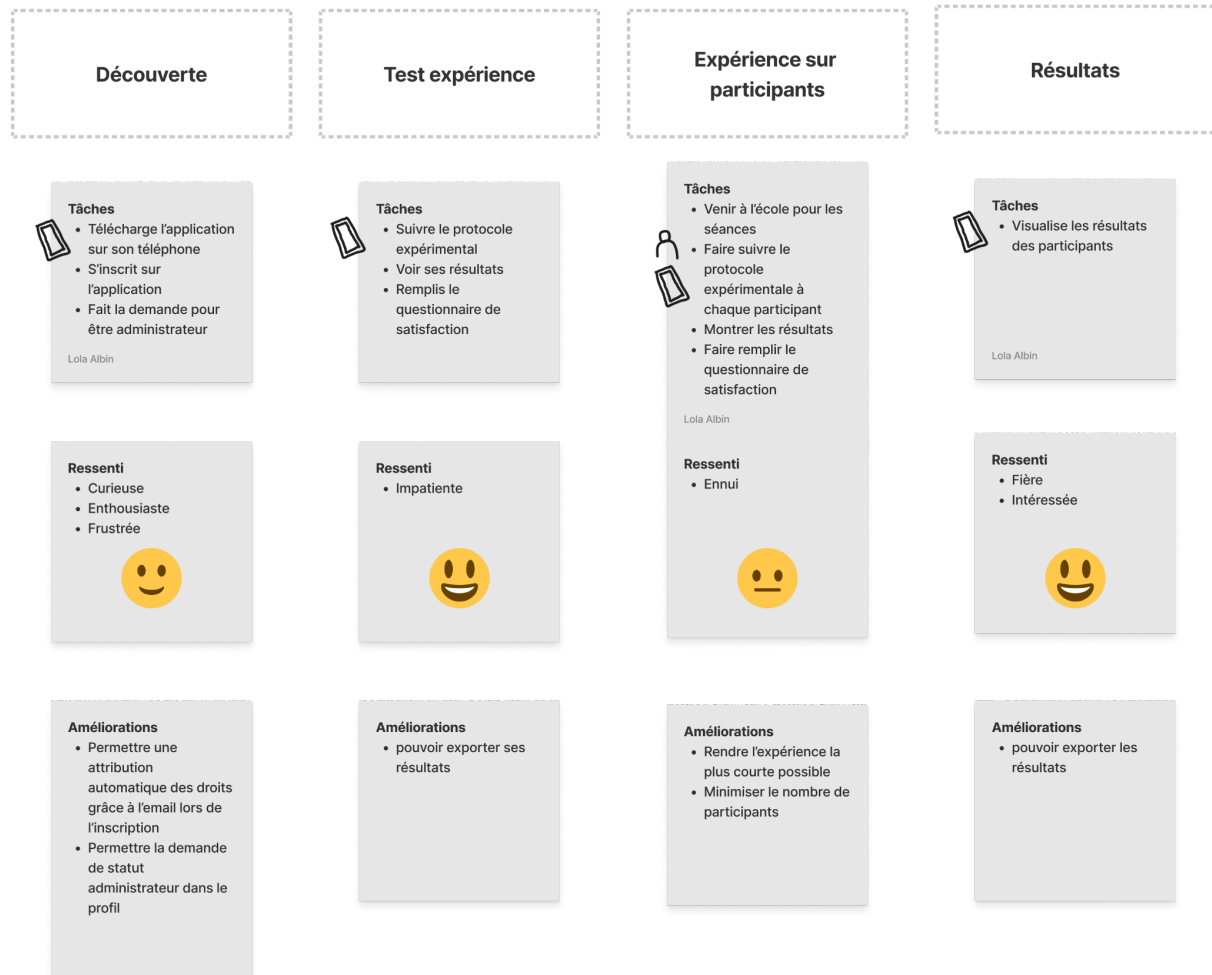 Découverte
Test expérience
Expérience sur
participants
Résultats
Tâches
• Télécharge l'application
sur son téléphone
• S'inscrit sur
l'application
• Fait la demande pour
être administrateur
Lola Albin
Tâches
• Suivre le protocole
expérimental
• Voir ses résultats
• Remplis le
questionnaire de
satisfaction
Tâches
• Venir à l'école pour les
séances
• Faire suivre le
protocole
expérimentale à
chaque participant
• Montrer les résultats
• Faire remplir le
questionnaire de
satisfaction
Lola Albin
Tâches
• Visualise les résultats
des participants
Lola Albin
Ressenti
• Curieuse
• Enthousiaste
• Frustrée
Ressenti
• Impatiente
Ressenti
• Ennui
Ressenti
• Fière
• Intéressée
Améliorations
• Permettre une
attribution
automatique des droits
grâce à l'email lors de
l'inscription
• Permettre la demande
de statut
administrateur dans le
profil
Améliorations
• pouvoir exporter ses
résultats
Améliorations
• Rendre l'expérience la
plus courte possible
• Minimiser le nombre de
participants
Améliorations
• pouvoir exporter les
résultats